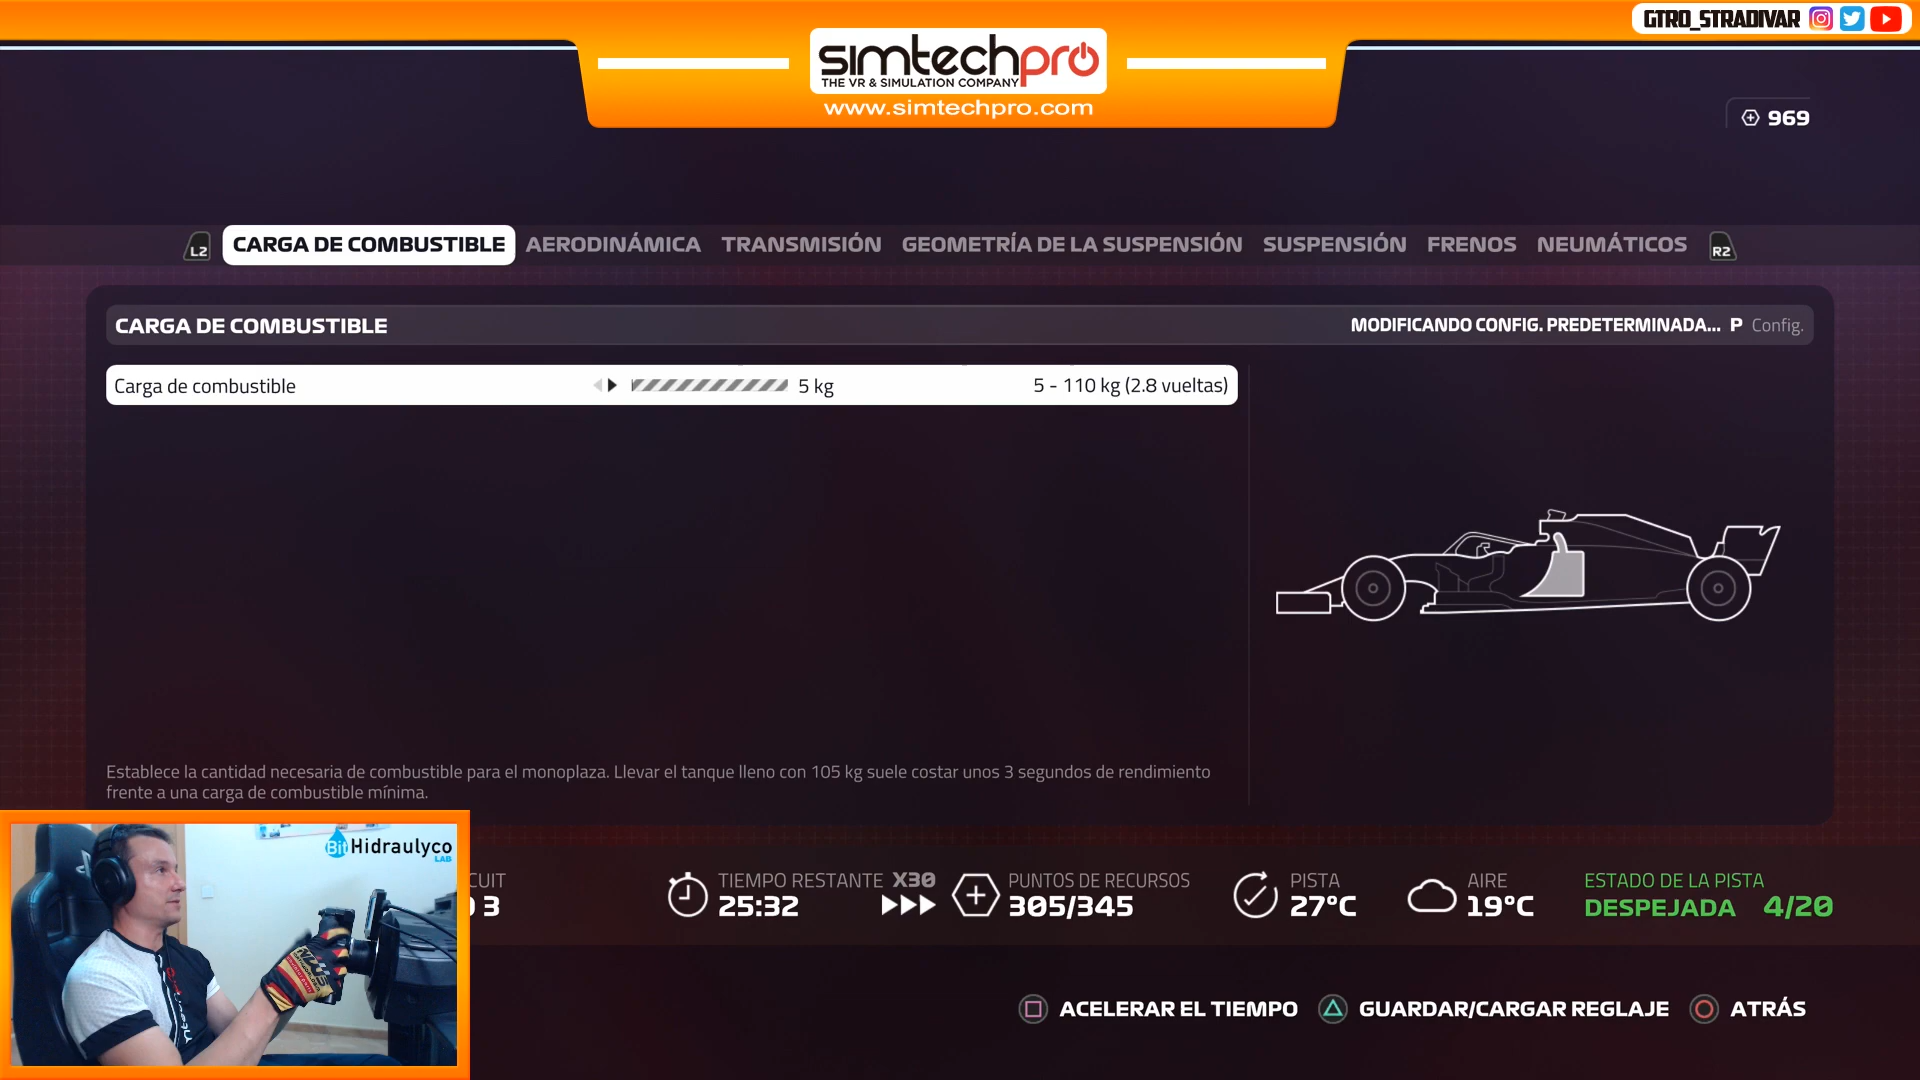 GTRO_STRADIVAR
simtechpro
THE VR & SIMULATION COMPANY
www.simtechpro.com
969
L2 CARGA DE COMBUSTIBLE AERODINÁMICA TRANSMISIÓN GEOMETRÍA DE LA SUSPENSIÓN SUSPENSIÓN FRENOS NEUMÁTICOS R2
CARGA DE COMBUSTIBLE MODIFICANDO CONFIG. PREDETERMINADA... P Config.
Carga de combustible 5 kg 5 - 110 kg (2.8 vueltas)
Establece la cantidad necesaria de combustible para el monoplaza. Llevar el tanque lleno con 105 kg suele costar unos 3 segundos de rendimiento
frente a una carga de combustible mínima.
BitHidraulyco
LAB
CUIT TIEMPO RESTANTE X30 PUNTOS DE RECURSOS PISTA AIRE ESTADO DE LA PISTA
3 25:32 305/345 27°C 19°C DESPEJADA 4/20
ACELERAR EL TIEMPO GUARDAR/CARGAR REGLAJE ATRÁS